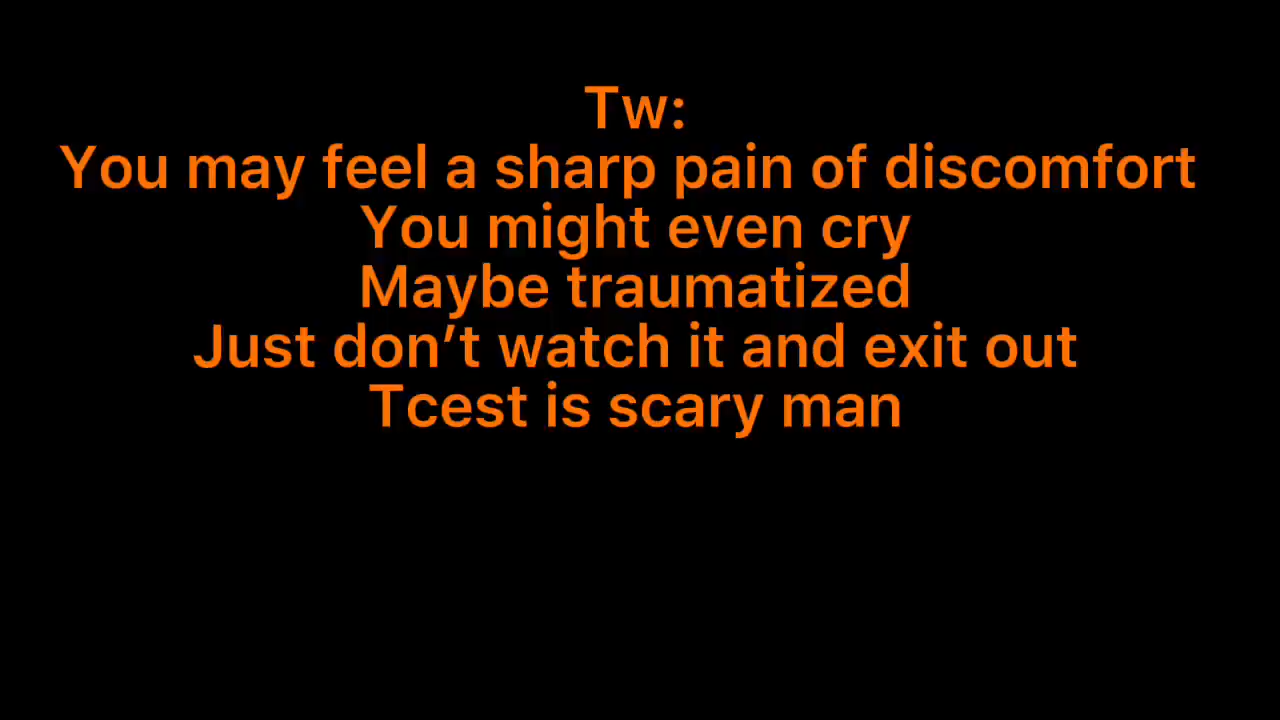 Tw:
You may feel a sharp pain of discomfort
You might even cry
Maybe traumatized
Just don’t watch it and exit out
Tcest is scary man